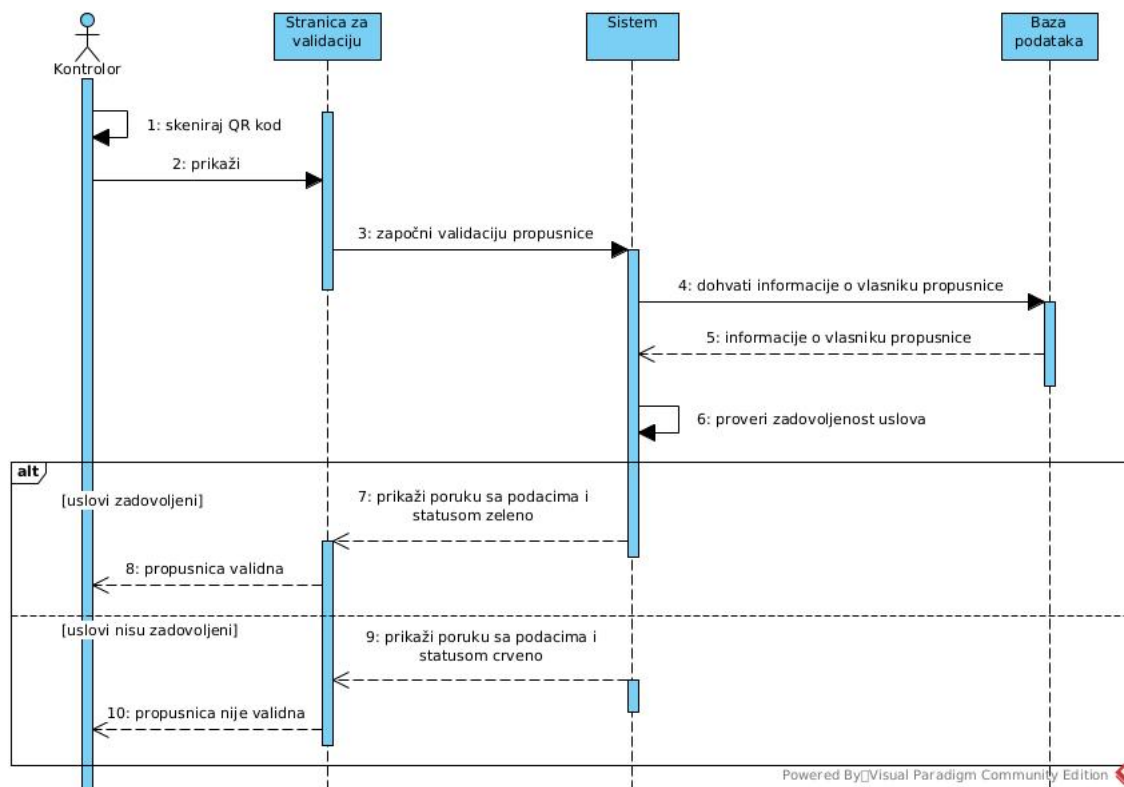 Stranica za
validaciju
Sistem
Baza
podataka
Kontrolor
1: skeniraj QR kod
2: prikaži
3: započni validaciju propusnice
4: dohvati informacije o vlasniku propusnice
5: informacije o vlasniku propusnice
6: proveri zadovoljenost uslova
alt
[uslovi zadovoljeni]
7: prikaži poruku sa podacima i
statusom zeleno
8: propusnica validna
[uslovi nisu zadovoljeni]
9: prikaži poruku sa podacima i
statusom crveno
10: propusnica nije validna
Powered By Visual Paradigm Community Edition